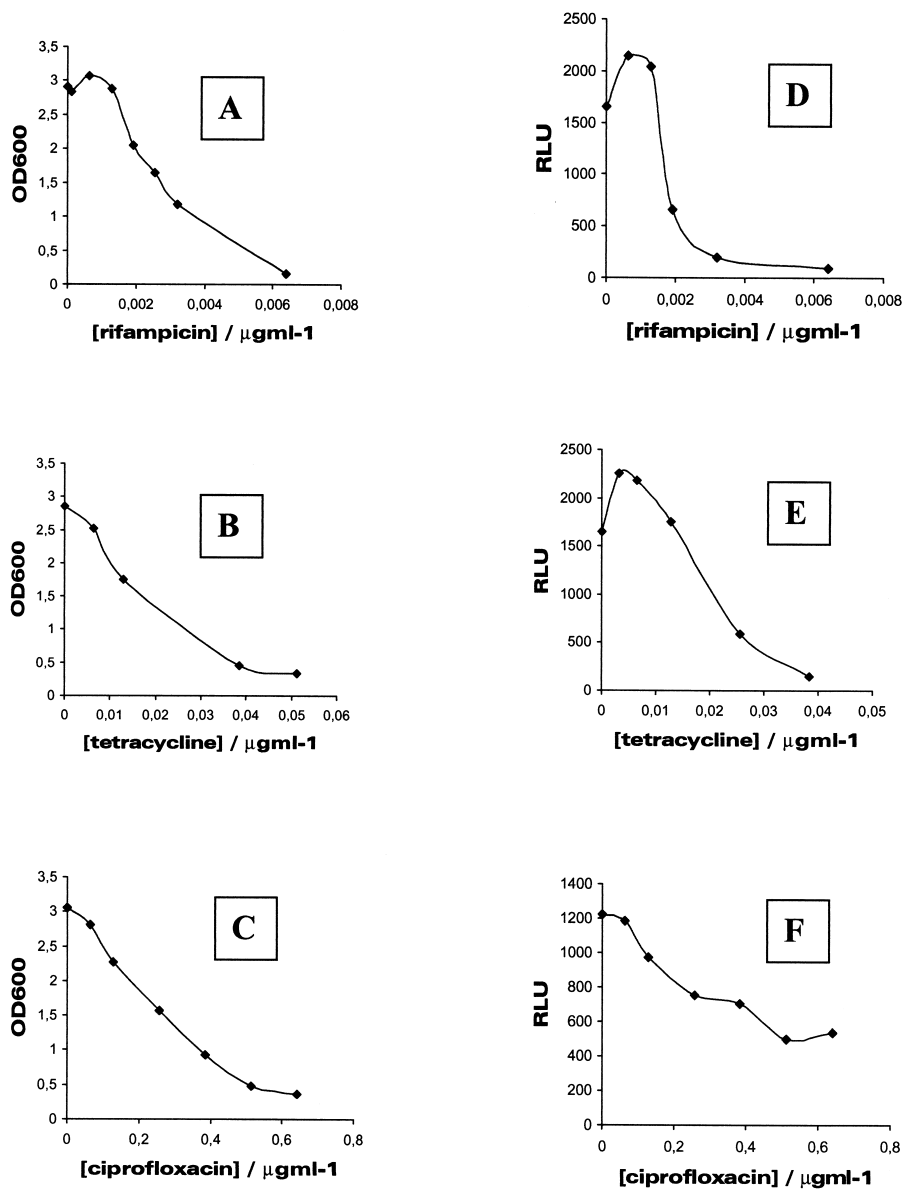 3,5
3
2,5
2
1,5
1
0,5
0
OD600
A
0 0,002 0,004 0,006 0,008
[rifampicin] / μgml-1
2500
2000
1500
1000
500
0
RLU
D
0 0,002 0,004 0,006 0,008
[rifampicin] / μgml-1
3,5
3
2,5
2
1,5
1
0,5
0
OD600
B
0 0,01 0,02 0,03 0,04 0,05 0,06
[tetracycline] / μgml-1
2500
2000
1500
1000
500
0
RLU
E
0 0,01 0,02 0,03 0,04 0,05
[tetracycline] / μgml-1
3,5
3
2,5
2
1,5
1
0,5
0
OD600
C
0 0,2 0,4 0,6 0,8
[ciprofloxacin] / μgml-1
1400
1200
1000
800
600
400
200
0
RLU
F
0 0,2 0,4 0,6 0,8
[ciprofloxacin] / μgml-1